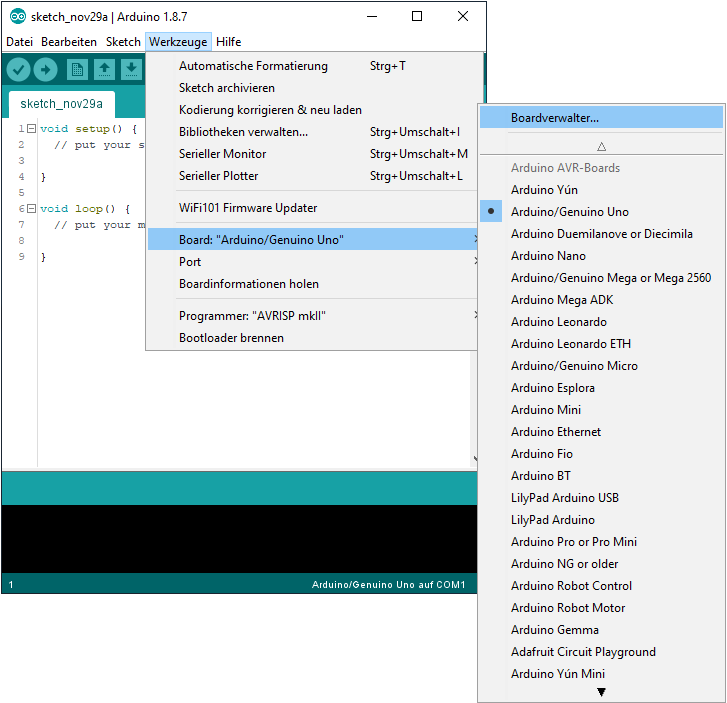 sketch_nov29a | Arduino 1.8.7
Datei Bearbeiten Sketch Werkzeuge Hilfe
sketch_nov29a
1 void setup() {
2 // put your s
3
4 }
5
6 void loop() {
7 // put your m
8
9 }
Automatische Formatierung Strg+T
Sketch archivieren
Kodierung korrigieren & neu laden
Bibliotheken verwalten... Strg+Umschalt+I
Serieller Monitor Strg+Umschalt+M
Serieller Plotter Strg+Umschalt+L
WiFi101 Firmware Updater
Board: "Arduino/Genuino Uno"
Port
Boardinformationen holen
Programmer: "AVRISP mkII"
Bootloader brennen
Boardverwalter...
Arduino AVR-Boards
Arduino Yún
Arduino/Genuino Uno
Arduino Duemilanove or Diecimila
Arduino Nano
Arduino/Genuino Mega or Mega 2560
Arduino Mega ADK
Arduino Leonardo
Arduino Leonardo ETH
Arduino/Genuino Micro
Arduino Esplora
Arduino Mini
Arduino Ethernet
Arduino Fio
Arduino BT
LilyPad Arduino USB
LilyPad Arduino
Arduino Pro or Pro Mini
Arduino NG or older
Arduino Robot Control
Arduino Robot Motor
Arduino Gemma
Adafruit Circuit Playground
Arduino Yún Mini
1 Arduino/Genuino Uno auf COM1